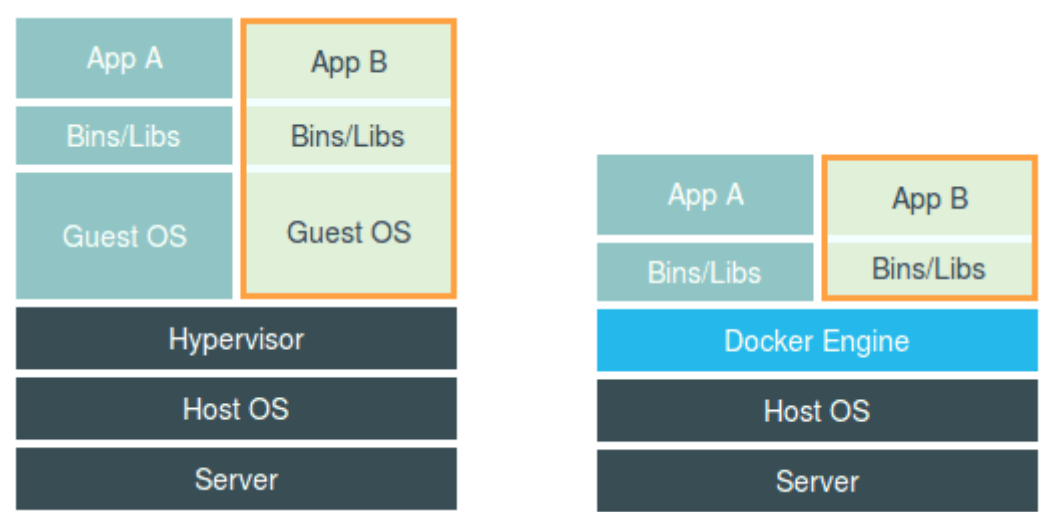 App A
App B
Bins/Libs
Bins/Libs
Guest OS
Guest OS
Hypervisor
Host OS
Server
App A
App B
Bins/Libs
Bins/Libs
Docker Engine
Host OS
Server